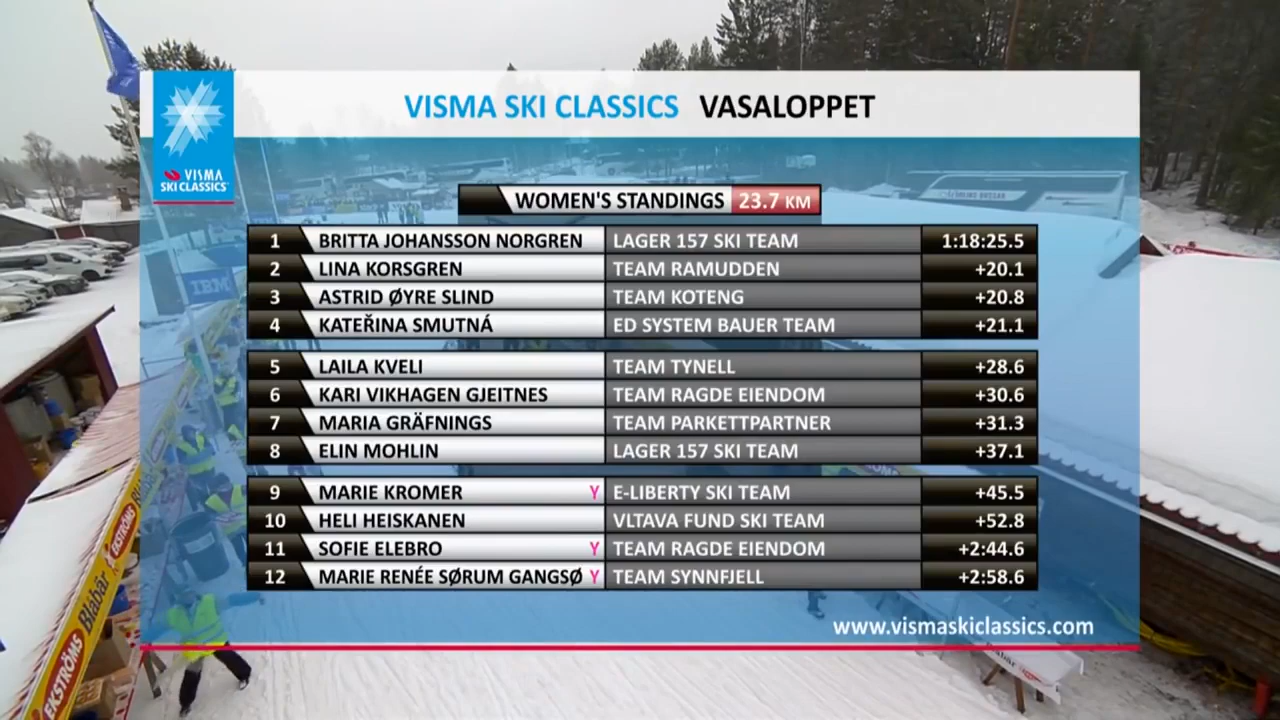 VISMA SKI CLASSICS VASALOPPET
VISMA
SKI CLASSICS
WOMEN'S STANDINGS 23.7 KM
1 BRITTA JOHANSSON NORGREN LAGER 157 SKI TEAM 1:18:25.5
2 LINA KORSGREN TEAM RAMUDDEN +20.1
3 ASTRID ØYRE SLIND TEAM KOTENG +20.8
4 KATEŘINA SMUTNÁ ED SYSTEM BAUER TEAM +21.1
5 LAILA KVELI TEAM TYNELL +28.6
6 KARI VIKHAGEN GJEITNES TEAM RAGDE EIENDOM +30.6
7 MARIA GRÄFNINGS TEAM PARKETTPARTNER +31.3
8 ELIN MOHLIN LAGER 157 SKI TEAM +37.1
9 MARIE KROMER Y E-LIBERTY SKI TEAM +45.5
10 HELI HEISKANEN VLTAVA FUND SKI TEAM +52.8
11 SOFIE ELEBRO Y TEAM RAGDE EIENDOM +2:44.6
12 MARIE RENÉE SØRUM GANGSØ Y TEAM SYNNFJELL +2:58.6
www.vismaskiclassics.com
IBM
EKSTRÖMS
Blåbär
EKSTRÖMS